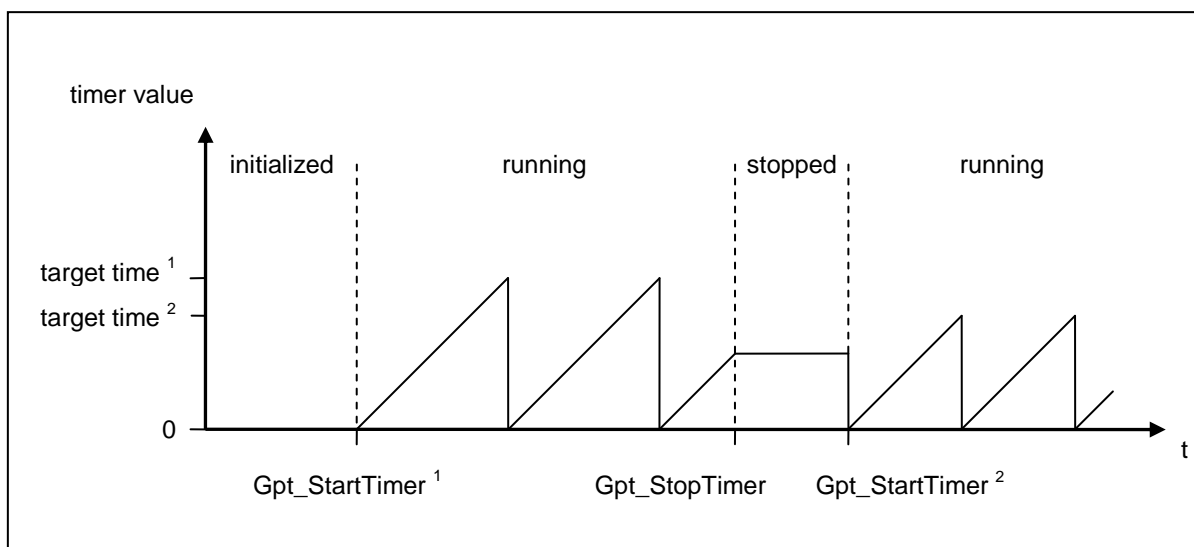 timer value
initialized running stopped running
target time 1
target time 2
0
t
Gpt_StartTimer 1 Gpt_StopTimer Gpt_StartTimer 2